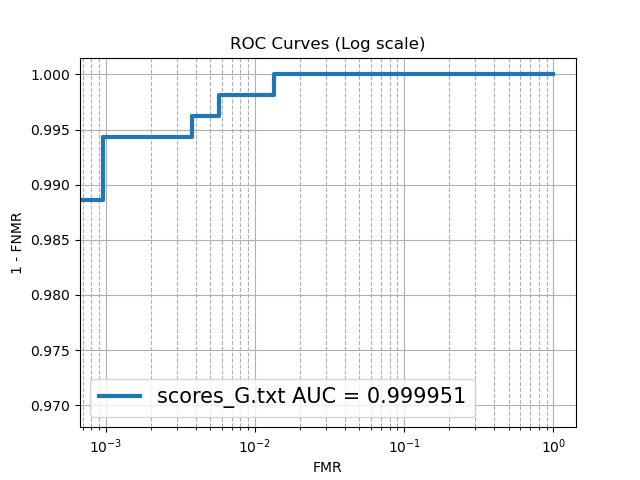 ROC Curves (Log scale)
1 - FNMR
1.000
0.995
0.990
0.985
0.980
0.975
0.970
scores_G.txt AUC = 0.999951
10⁻³ 10⁻² 10⁻¹ 10⁰
FMR